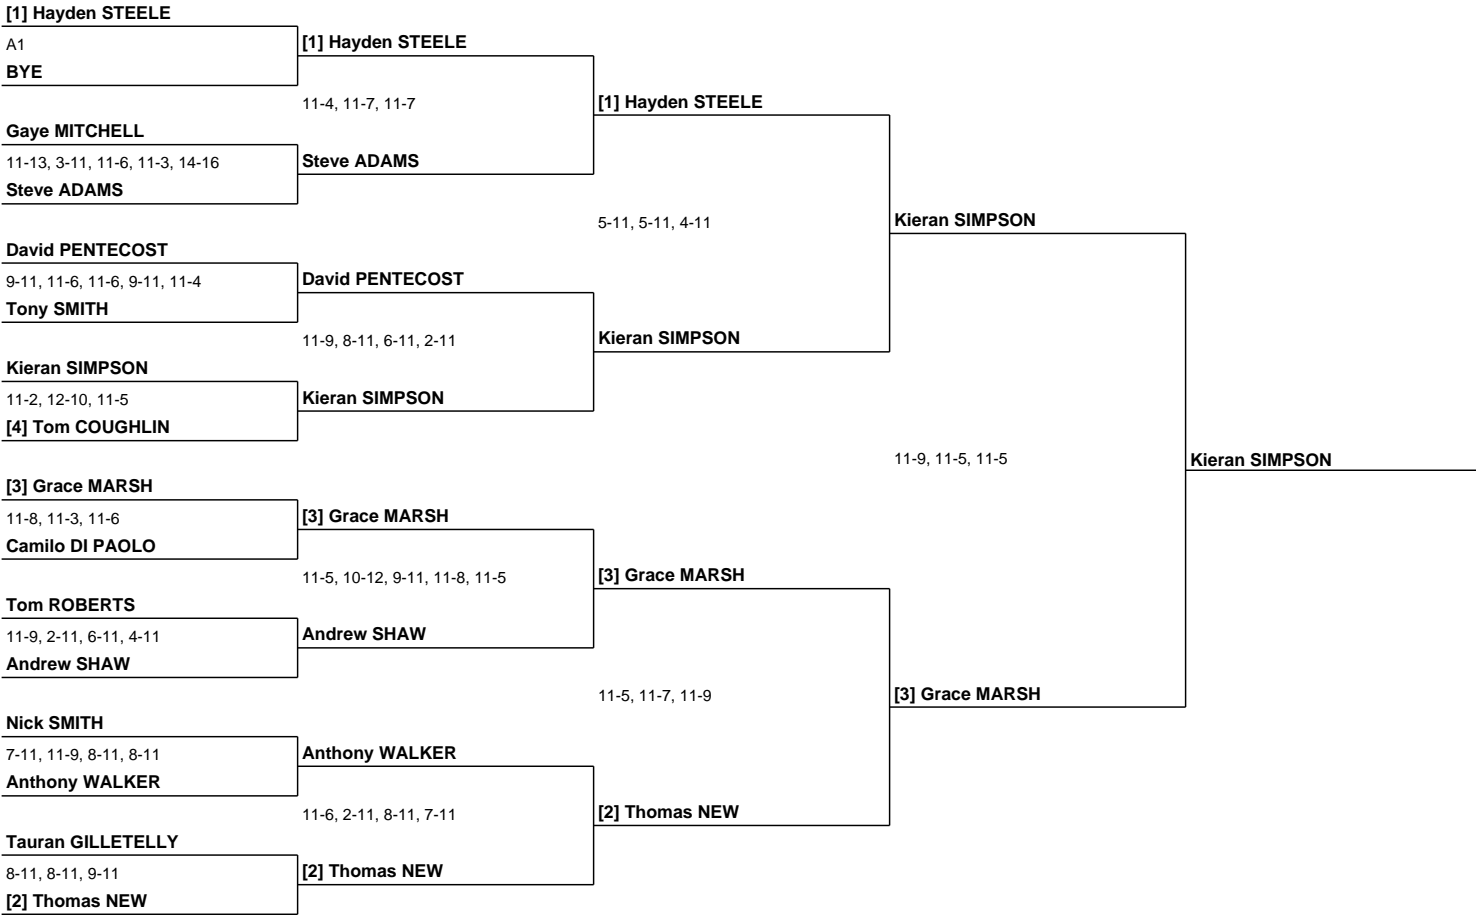 [1] Hayden STEELE
A1
BYE
Gaye MITCHELL
11-13, 3-11, 11-6, 11-3, 14-16
Steve ADAMS
David PENTECOST
9-11, 11-6, 11-6, 9-11, 11-4
Tony SMITH
Kieran SIMPSON
11-2, 12-10, 11-5
[4] Tom COUGHLIN
[3] Grace MARSH
11-8, 11-3, 11-6
Camilo DI PAOLO
Tom ROBERTS
11-9, 2-11, 6-11, 4-11
Andrew SHAW
Nick SMITH
7-11, 11-9, 8-11, 8-11
Anthony WALKER
Tauran GILLETELLY
8-11, 8-11, 9-11
[2] Thomas NEW
[1] Hayden STEELE
11-4, 11-7, 11-7
Steve ADAMS
David PENTECOST
11-9, 8-11, 6-11, 2-11
Kieran SIMPSON
[3] Grace MARSH
11-5, 10-12, 9-11, 11-8, 11-5
Andrew SHAW
Anthony WALKER
11-6, 2-11, 8-11, 7-11
[2] Thomas NEW
[1] Hayden STEELE
5-11, 5-11, 4-11
Kieran SIMPSON
[3] Grace MARSH
11-5, 11-7, 11-9
[2] Thomas NEW
Kieran SIMPSON
11-9, 11-5, 11-5
[3] Grace MARSH
Kieran SIMPSON